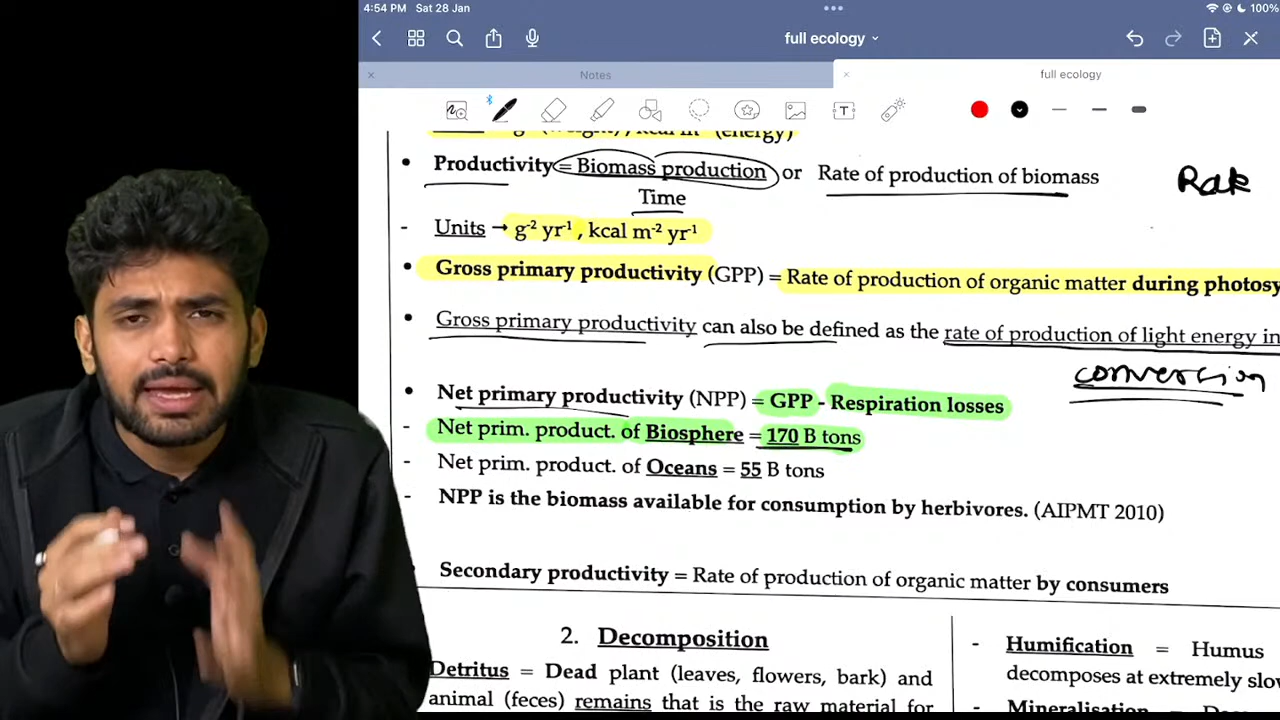 4:54 PM Sat 28 Jan 100%
full ecology
Notes
full ecology
(energy)
• Productivity = Biomass production or Rate of production of biomass
Time
- Units → g⁻² yr⁻¹ , kcal m⁻² yr⁻¹
• Gross primary productivity (GPP) = Rate of production of organic matter during photosy
• Gross primary productivity can also be defined as the rate of production of light energy in
conversion
• Net primary productivity (NPP) = GPP - Respiration losses
- Net prim. product. of Biosphere = 170 B tons
- Net prim. product. of Oceans = 55 B tons
- NPP is the biomass available for consumption by herbivores. (AIPMT 2010)
• Secondary productivity = Rate of production of organic matter by consumers
2. Decomposition
Detritus = Dead plant (leaves, flowers, bark) and
animal (feces) remains that is the raw material for
- Humification = Humus
decomposes at extremely slow